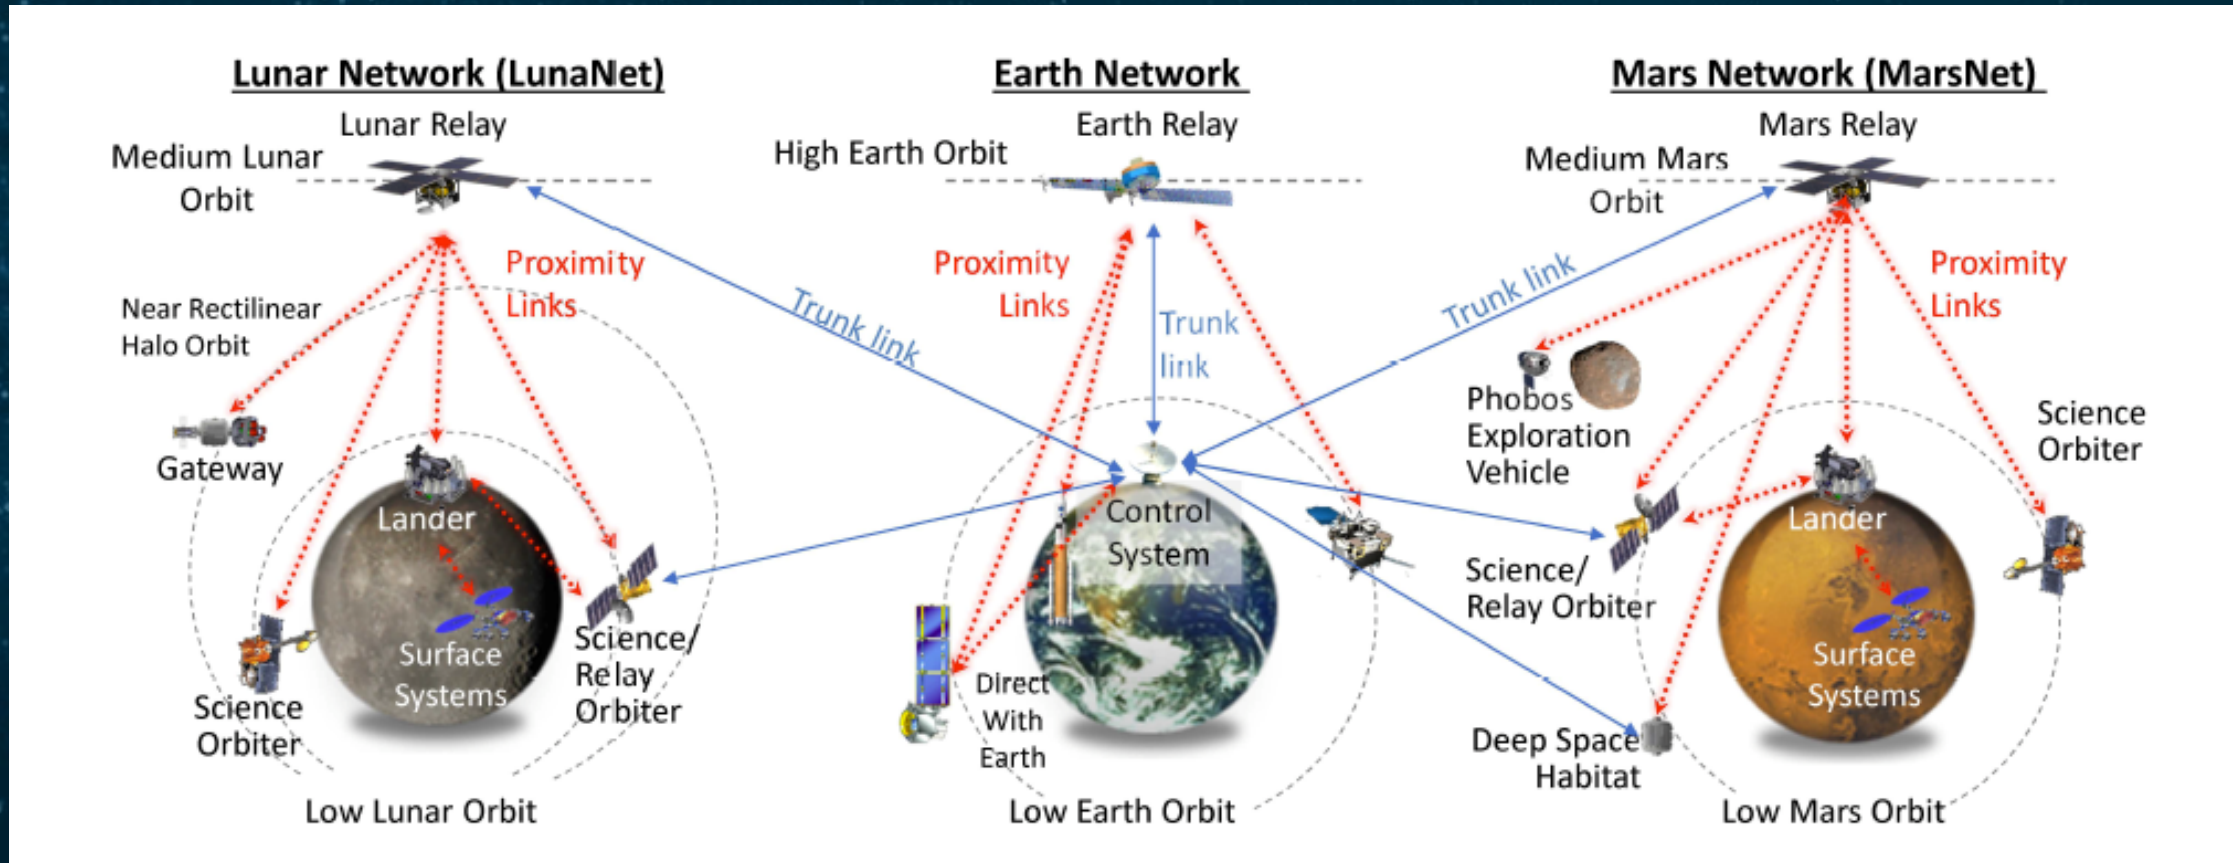 Lunar Network (LunaNet)
Lunar Relay
Medium Lunar
Orbit
Proximity
Links
Near Rectilinear
Halo Orbit
Trunk link
Gateway
Lander
Surface
Systems
Science
Orbiter
Science/
Relay
Orbiter
Low Lunar Orbit
Earth Network
Earth Relay
High Earth Orbit
Proximity
Links
Trunk
link
Control
System
Direct
With
Earth
Low Earth Orbit
Mars Network (MarsNet)
Mars Relay
Medium Mars
Orbit
Trunk link
Proximity
Links
Phobos
Exploration
Vehicle
Science
Orbiter
Lander
Science/
Relay Orbiter
Surface
Systems
Deep Space
Habitat
Low Mars Orbit